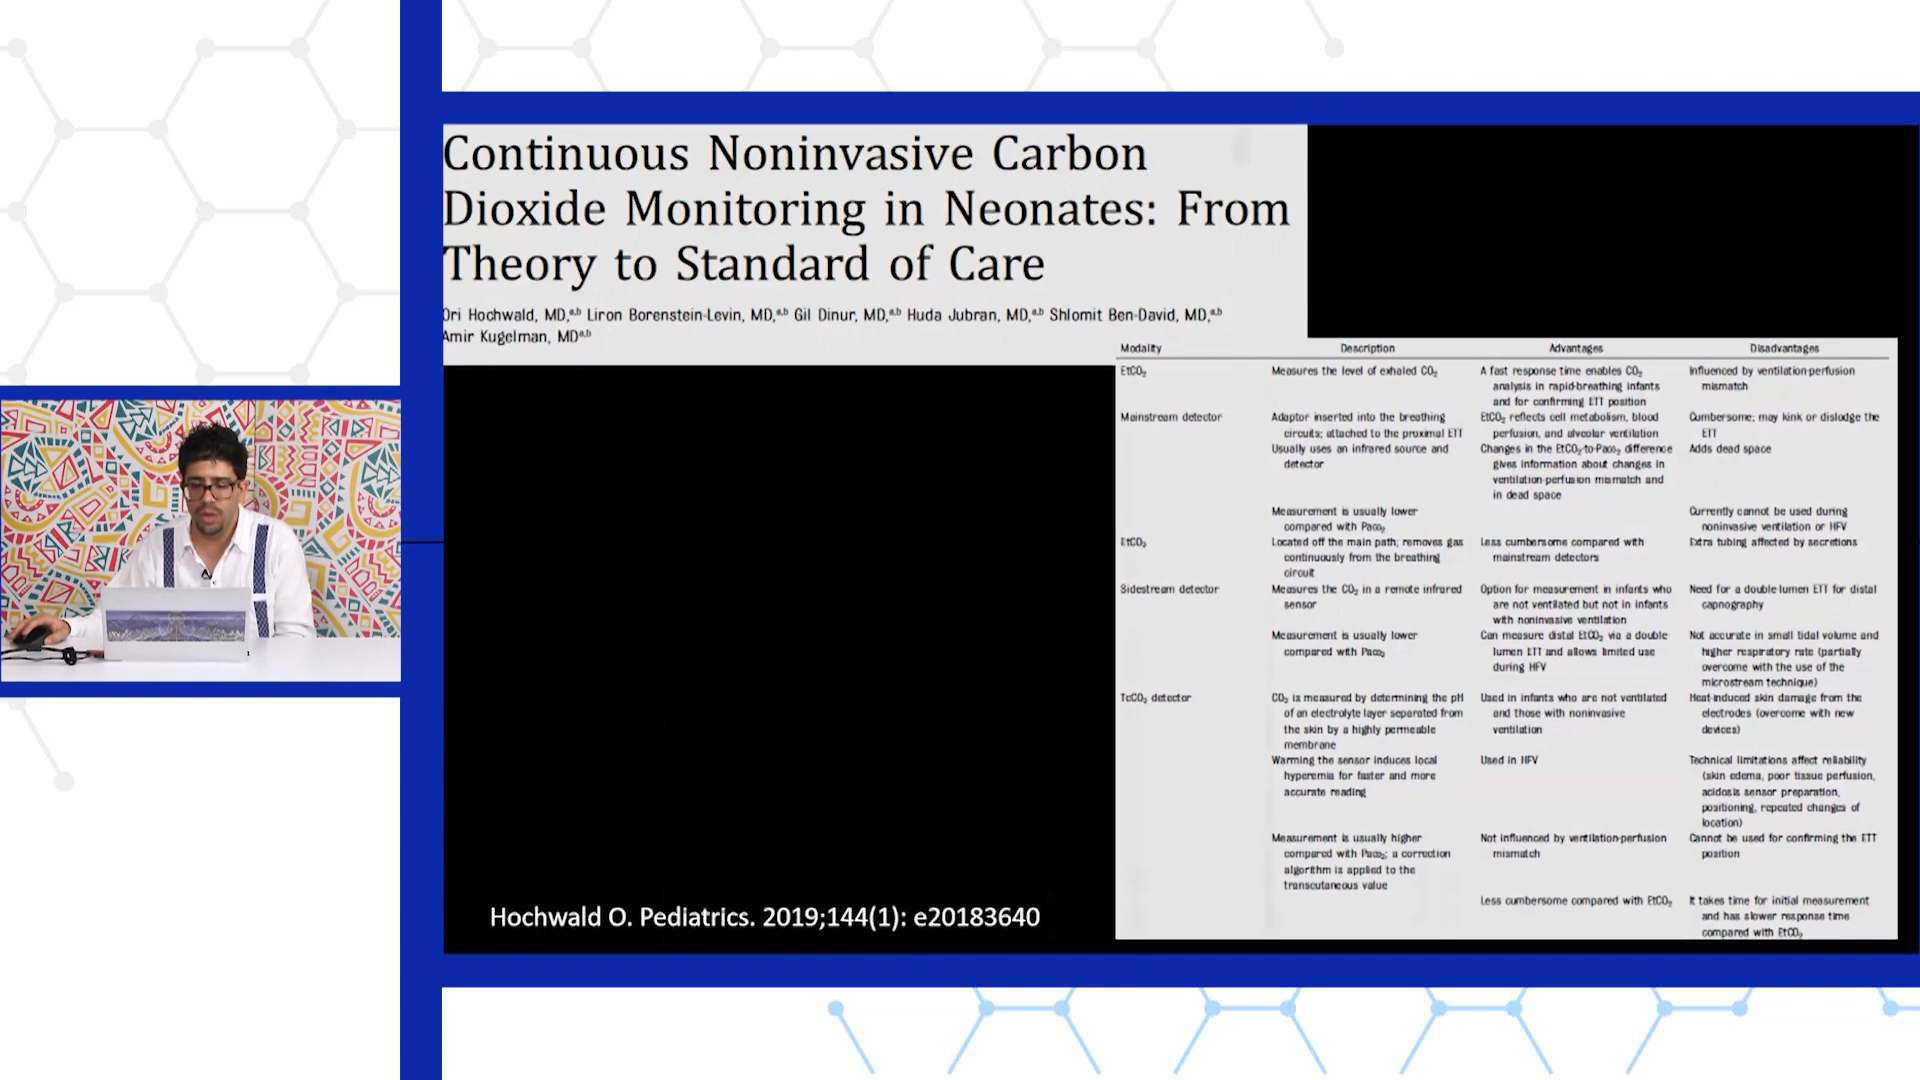 Continuous Noninvasive Carbon
Dioxide Monitoring in Neonates: From
Theory to Standard of Care
Ori Hochwald, MD,a,b Liron Borenstein-Levin, MD,a,b Gil Dinur, MD,a,b Huda Jubran, MD,a,b Shlomit Ben-David, MD,a,b
Amir Kugelman, MDa,b
Modality Description Advantages Disadvantages
EtCO2 Measures the level of exhaled CO2 A fast response time enables CO2 Influenced by ventilation-perfusion
analysis in rapid-breathing infants mismatch
and for confirming ETT position
Mainstream detector Adaptor inserted into the breathing EtCO2 reflects cell metabolism, blood Cumbersome; may kink or dislodge the
circuits; attached to the proximal ETT perfusion, and alveolar ventilation ETT
Usually uses an infrared source and Changes in the EtCO2-to-Paco2 difference Adds dead space
detector gives information about changes in
ventilation-perfusion mismatch and
in dead space
Measurement is usually lower Currently cannot be used during
compared with Paco2 noninvasive ventilation or HFV
EtCO2 Located off the main path; removes gas Less cumbersome compared with Extra tubing affected by secretions
continuously from the breathing mainstream detectors
circuit
Sidestream detector Measures the CO2 in a remote infrared Option for measurement in infants who Need for a double-lumen ETT for distal
sensor are not ventilated but not in infants capnography
with noninvasive ventilation
Measurement is usually lower Can measure distal EtCO2 via a double Not accurate in small tidal volume and
compared with Paco2 lumen ETT and allows limited use higher respiratory rate (partially
during HFV overcome with the use of the
microstream technique)
TcCO2 detector CO2 is measured by determining the pH Used in infants who are not ventilated Heat-induced skin damage from the
of an electrolyte layer separated from and those with noninvasive electrodes (overcome with new
the skin by a highly permeable ventilation devices)
membrane
Warming the sensor induces local Used in HFV Technical limitations affect reliability
hyperemia for faster and more (skin edema, poor tissue perfusion,
accurate reading acidosis sensor preparation,
positioning, repeated changes of
location)
Measurement is usually higher Not influenced by ventilation-perfusion Cannot be used for confirming the ETT
compared with Paco2; a correction mismatch position
algorithm is applied to the
transcutaneous value
Less cumbersome compared with EtCO2 It takes time for initial measurement
and has slower response time
compared with EtCO2
Hochwald O. Pediatrics. 2019;144(1): e20183640